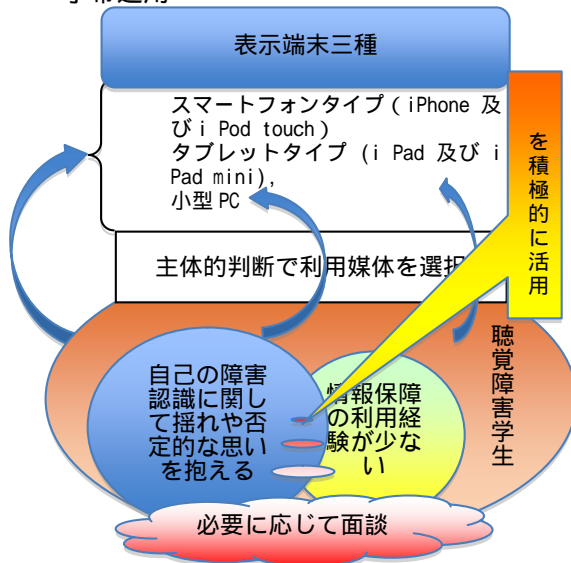 表示端末三種
スマートフォンタイプ(iPhone 及
び i Pod touch)
タブレットタイプ (i Pad 及び i
Pad mini),
小型 PC
主体的判断で利用媒体を選択
を積極的に活用
聴覚障害学生
自己の障害
認識に関し
て揺れや否
定的な思い
を抱える
情報保障
の利用経
験が少な
い
必要に応じて面談